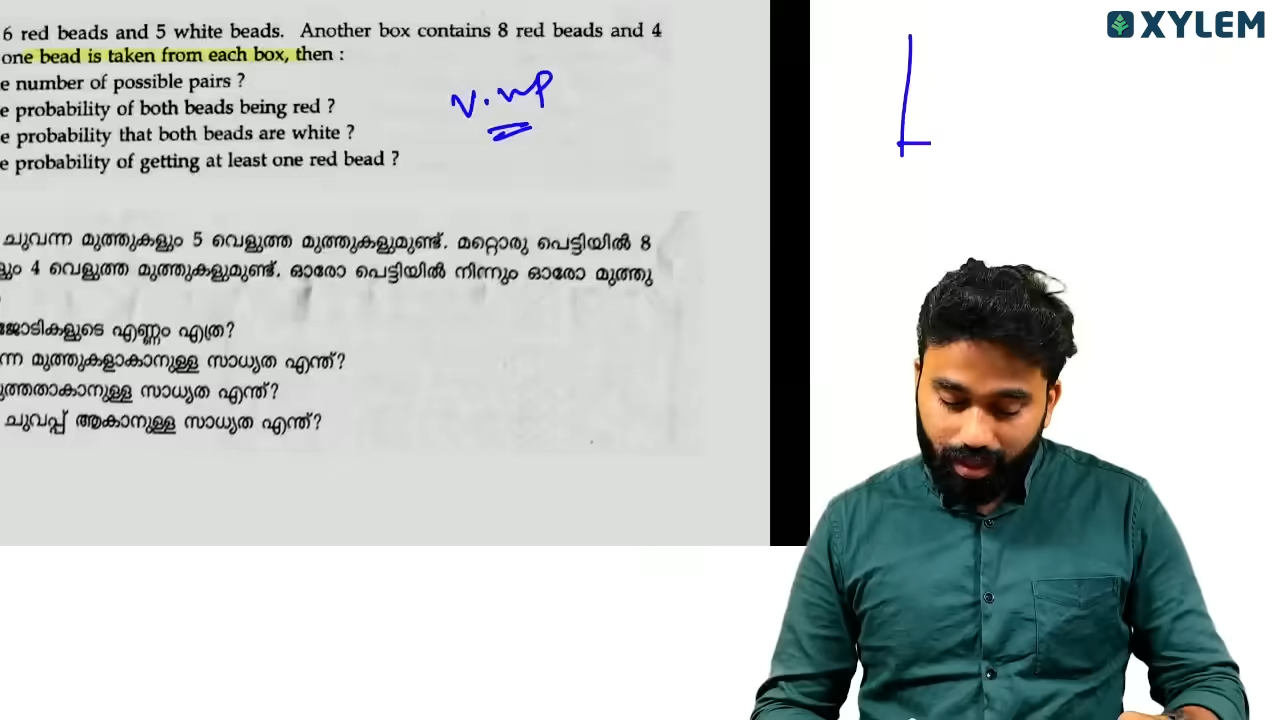 6 red beads and 5 white beads. Another box contains 8 red beads and 4
one bead is taken from each box, then :
e number of possible pairs ?
e probability of both beads being red ?
e probability that both beads are white ?
e probability of getting at least one red bead ?
v. imp
ചുവന്ന മുത്തുകളും 5 വെളുത്ത മുത്തുകളുമുണ്ട്. മറ്റൊരു പെട്ടിയിൽ 8
ളും 4 വെളുത്ത മുത്തുകളുമുണ്ട്. ഓരോ പെട്ടിയിൽ നിന്നും ഓരോ മുത്തു
ജോടികളുടെ എണ്ണം എത്ര?
ന്ന മുത്തുകളാകാനുള്ള സാധ്യത എന്ത്?
ുത്തതാകാനുള്ള സാധ്യത എന്ത്?
ചുവപ്പ് ആകാനുള്ള സാധ്യത എന്ത്?
XYLEM